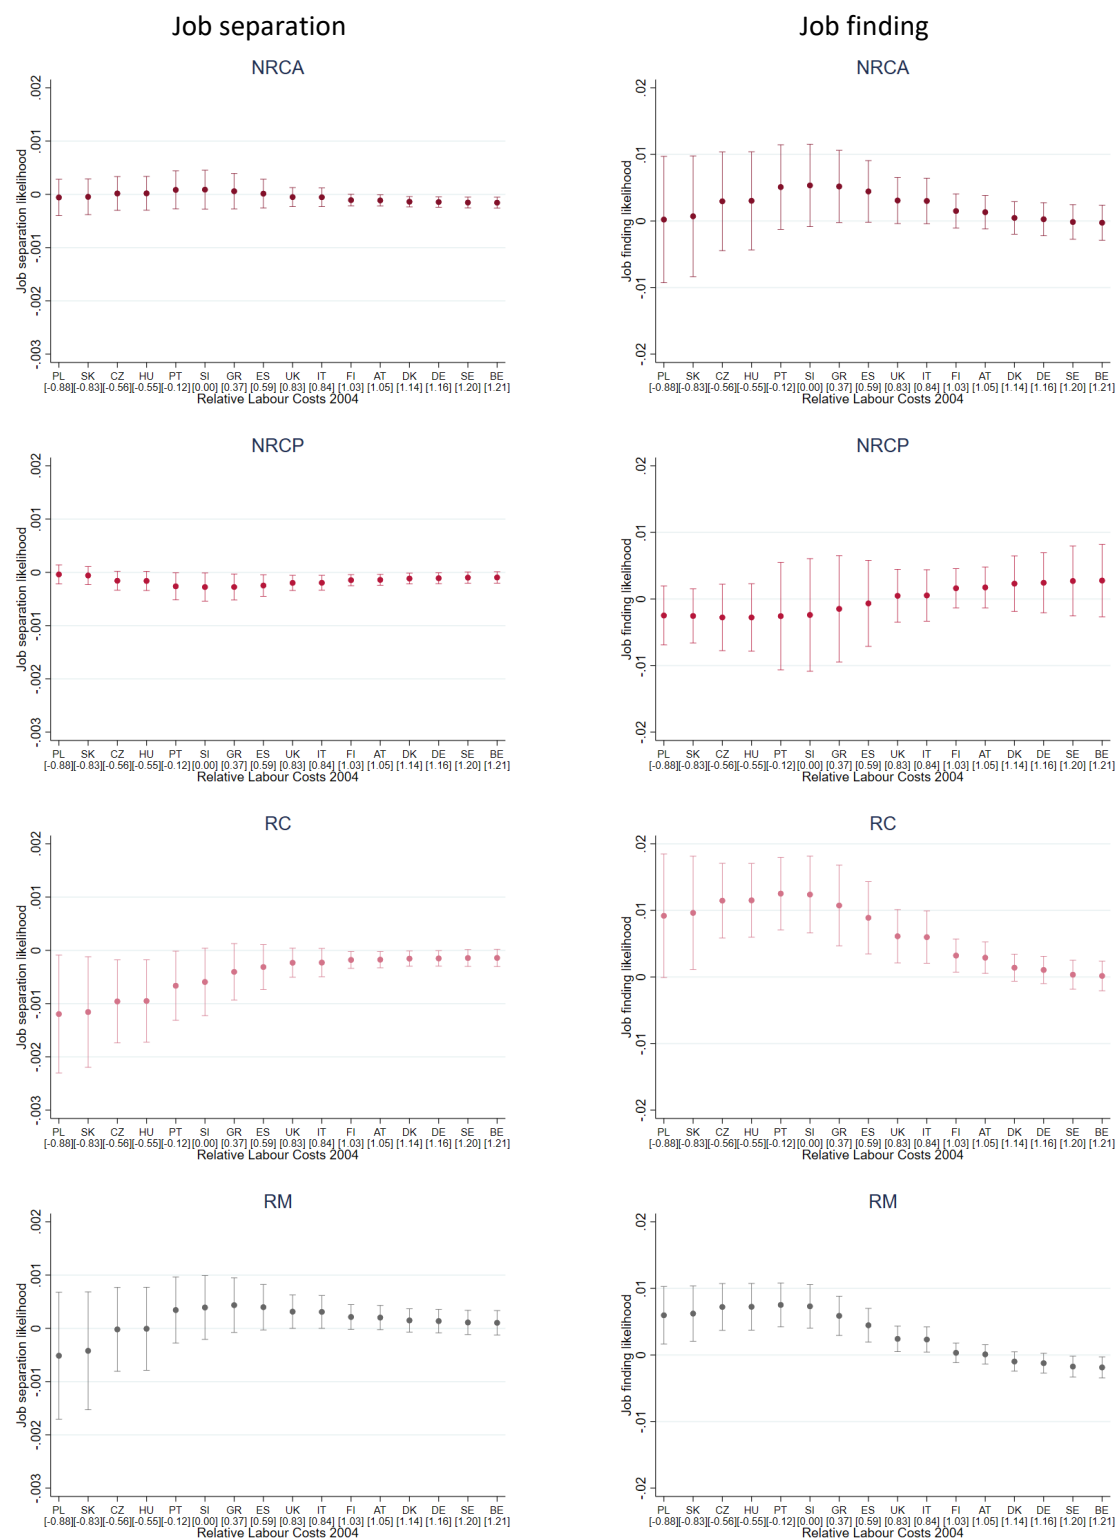 Job separation
Job finding
NRCA
Job separation likelihood
.002
.001
0
-.001
-.002
-.003
PL SK CZ HU PT SI GR ES UK IT FI AT DK DE SE BE
[-0.88][-0.83][-0.56][-0.55][-0.12] [0.00] [0.37] [0.59] [0.83] [0.84] [1.03] [1.05] [1.14] [1.16] [1.20] [1.21]
Relative Labour Costs 2004
NRCA
Job finding likelihood
.02
.01
0
-.01
-.02
PL SK CZ HU PT SI GR ES UK IT FI AT DK DE SE BE
[-0.88][-0.83][-0.56][-0.55][-0.12] [0.00] [0.37] [0.59] [0.83] [0.84] [1.03] [1.05] [1.14] [1.16] [1.20] [1.21]
Relative Labour Costs 2004
NRCP
Job separation likelihood
.002
.001
0
-.001
-.002
-.003
PL SK CZ HU PT SI GR ES UK IT FI AT DK DE SE BE
[-0.88][-0.83][-0.56][-0.55][-0.12] [0.00] [0.37] [0.59] [0.83] [0.84] [1.03] [1.05] [1.14] [1.16] [1.20] [1.21]
Relative Labour Costs 2004
NRCP
Job finding likelihood
.02
.01
0
-.01
-.02
PL SK CZ HU PT SI GR ES UK IT FI AT DK DE SE BE
[-0.88][-0.83][-0.56][-0.55][-0.12] [0.00] [0.37] [0.59] [0.83] [0.84] [1.03] [1.05] [1.14] [1.16] [1.20] [1.21]
Relative Labour Costs 2004
RC
Job separation likelihood
.002
.001
0
-.001
-.002
-.003
PL SK CZ HU PT SI GR ES UK IT FI AT DK DE SE BE
[-0.88][-0.83][-0.56][-0.55][-0.12] [0.00] [0.37] [0.59] [0.83] [0.84] [1.03] [1.05] [1.14] [1.16] [1.20] [1.21]
Relative Labour Costs 2004
RC
Job finding likelihood
.02
.01
0
-.01
-.02
PL SK CZ HU PT SI GR ES UK IT FI AT DK DE SE BE
[-0.88][-0.83][-0.56][-0.55][-0.12] [0.00] [0.37] [0.59] [0.83] [0.84] [1.03] [1.05] [1.14] [1.16] [1.20] [1.21]
Relative Labour Costs 2004
RM
Job separation likelihood
.002
.001
0
-.001
-.002
-.003
PL SK CZ HU PT SI GR ES UK IT FI AT DK DE SE BE
[-0.88][-0.83][-0.56][-0.55][-0.12] [0.00] [0.37] [0.59] [0.83] [0.84] [1.03] [1.05] [1.14] [1.16] [1.20] [1.21]
Relative Labour Costs 2004
RM
Job finding likelihood
.02
.01
0
-.01
-.02
PL SK CZ HU PT SI GR ES UK IT FI AT DK DE SE BE
[-0.88][-0.83][-0.56][-0.55][-0.12] [0.00] [0.37] [0.59] [0.83] [0.84] [1.03] [1.05] [1.14] [1.16] [1.20] [1.21]
Relative Labour Costs 2004